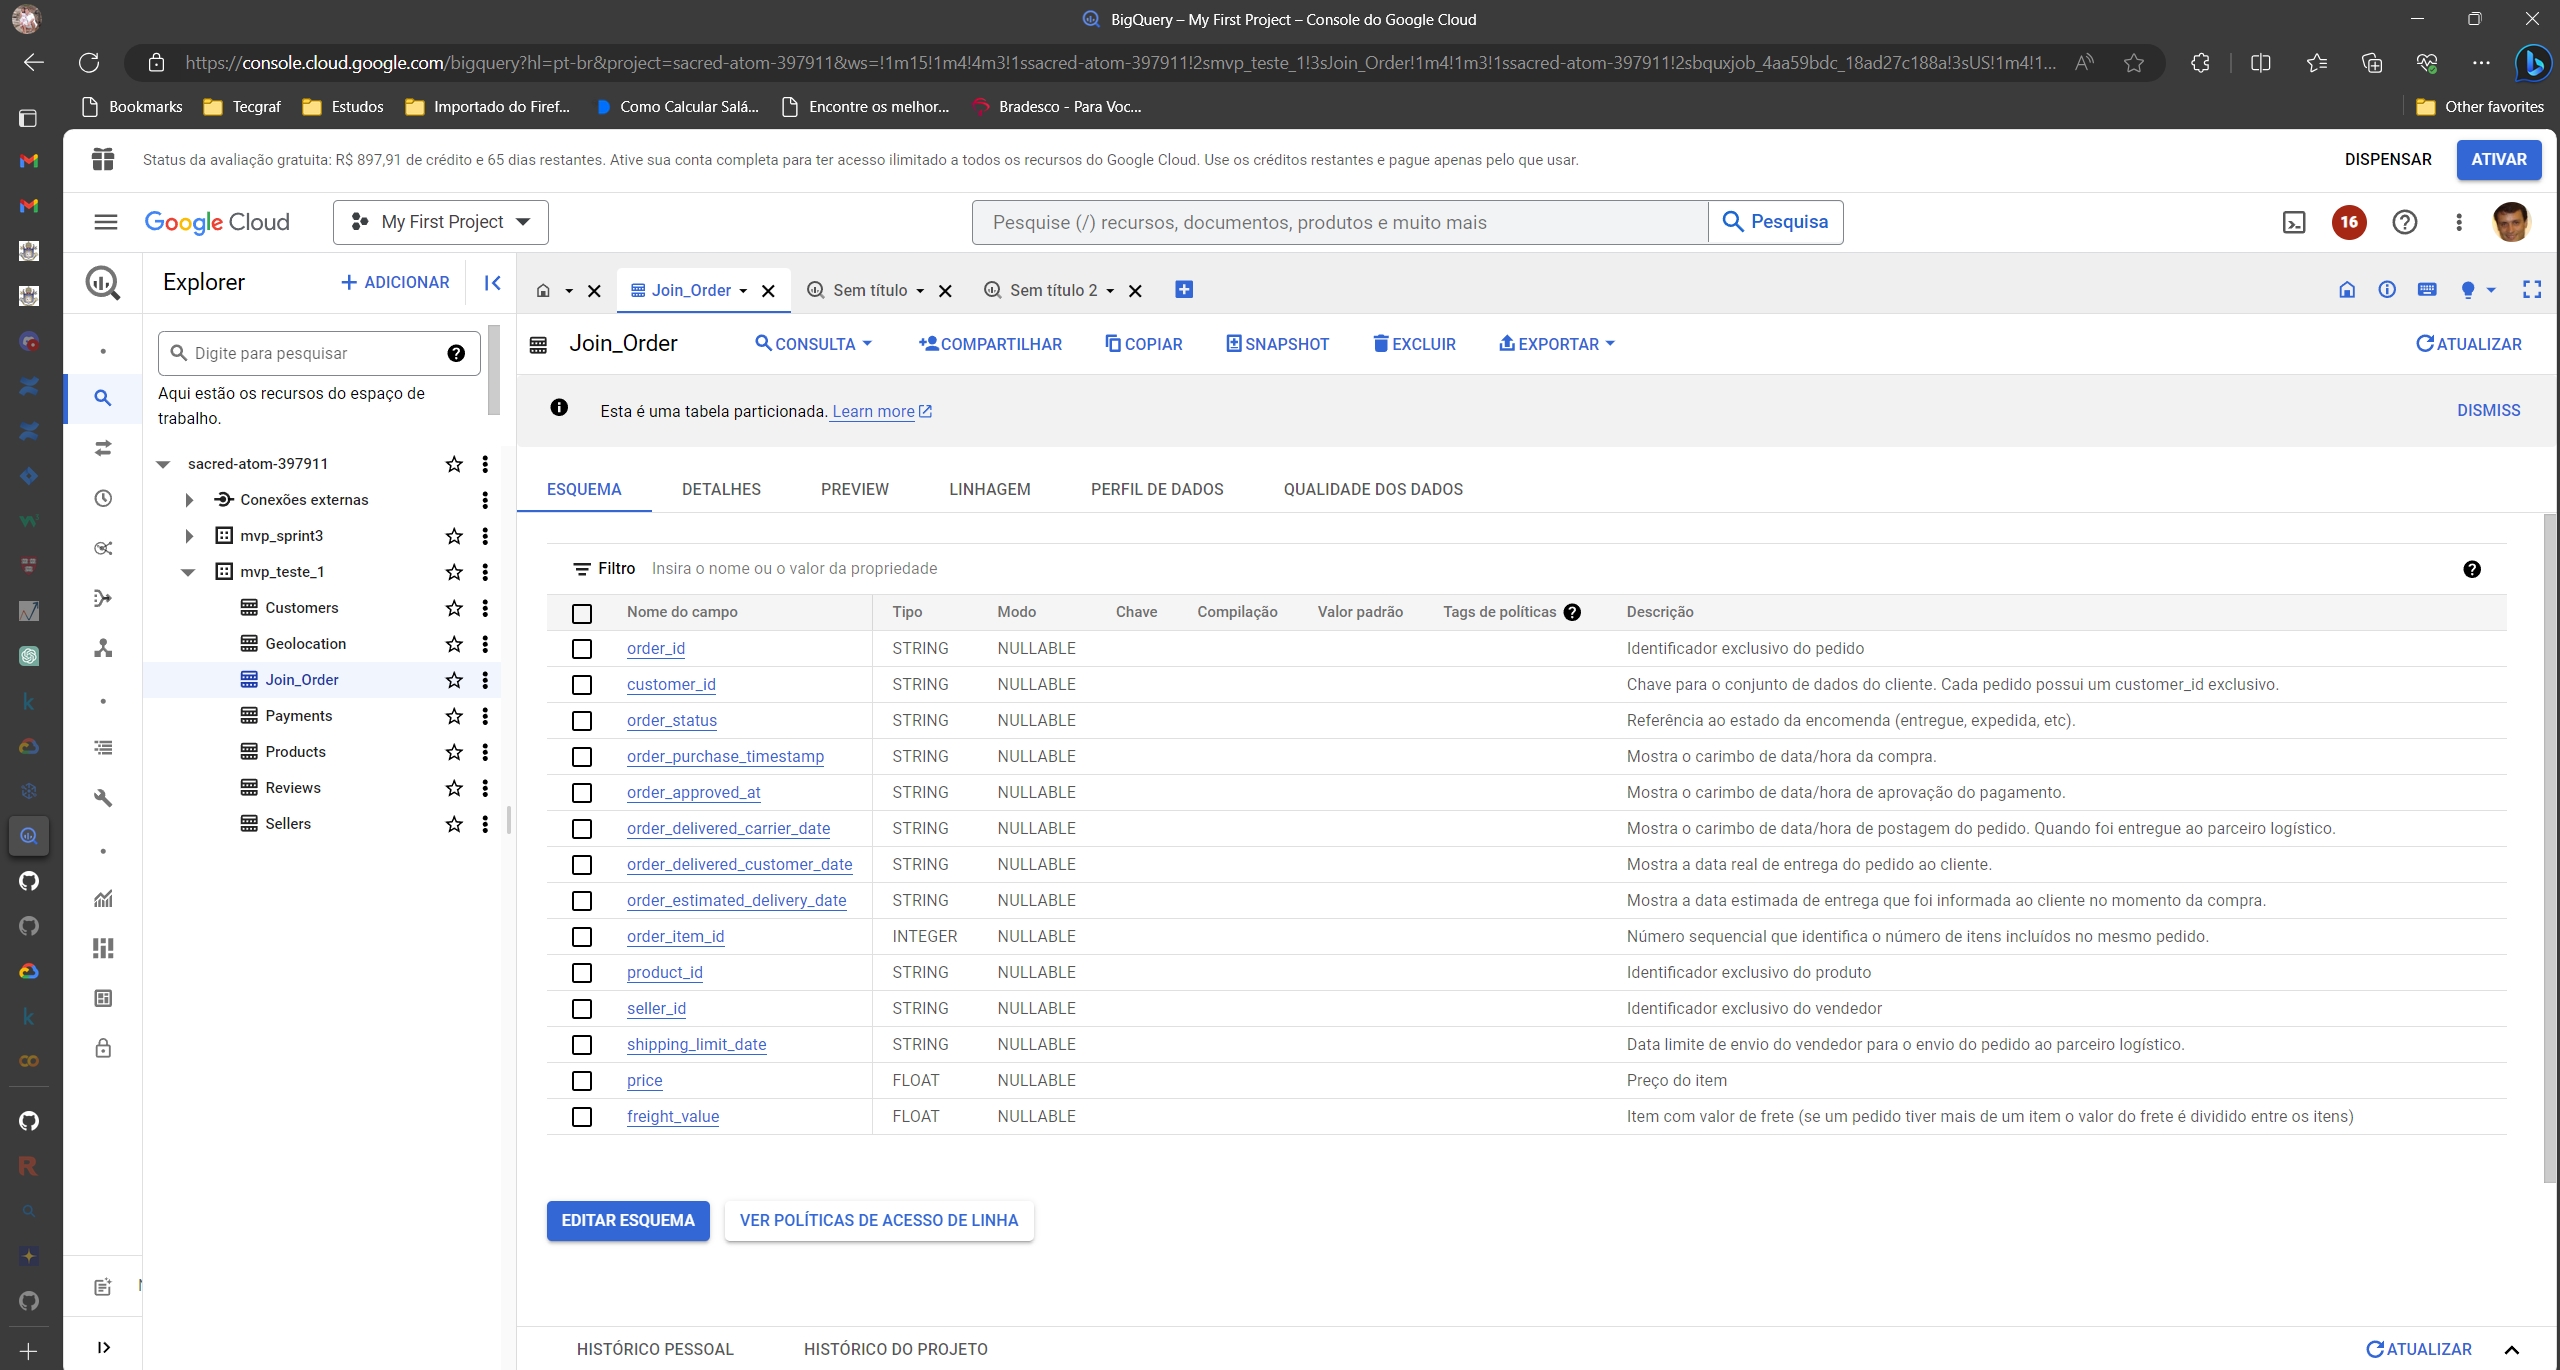 BigQuery – My First Project – Console do Google Cloud
https://console.cloud.google.com/bigquery?hl=pt-br&project=sacred-atom-397911&ws=!1m15!1m4!4m3!1ssacred-atom-397911!2smvp_teste_1!3sJoin_Order!1m4!1m3!1ssacred-atom-397911!2sbquxjob_4aa59bdc_18ad27c188a!3sUS!1m4!1...
Bookmarks Tecgraf Estudos Importado do Firef... Como Calcular Salá... Encontre os melhor... Bradesco - Para Voc... Other favorites
Status da avaliação gratuita: R$ 897,91 de crédito e 65 dias restantes. Ative sua conta completa para ter acesso ilimitado a todos os recursos do Google Cloud. Use os créditos restantes e pague apenas pelo que usar. DISPENSAR ATIVAR
Google Cloud My First Project Pesquise (/) recursos, documentos, produtos e muito mais Pesquisa 16
Explorer ADICIONAR
Join_Order Sem título Sem título 2
Digite para pesquisar
Aqui estão os recursos do espaço de
trabalho.
sacred-atom-397911
Conexões externas
mvp_sprint3
mvp_teste_1
Customers
Geolocation
Join_Order
Payments
Products
Reviews
Sellers
Join_Order CONSULTA COMPARTILHAR COPIAR SNAPSHOT EXCLUIR EXPORTAR ATUALIZAR
Esta é uma tabela particionada. Learn more DISMISS
ESQUEMA DETALHES PREVIEW LINHAGEM PERFIL DE DADOS QUALIDADE DOS DADOS
Filtro Insira o nome ou o valor da propriedade
Nome do campo Tipo Modo Chave Compilação Valor padrão Tags de políticas Descrição
order_id STRING NULLABLE Identificador exclusivo do pedido
customer_id STRING NULLABLE Chave para o conjunto de dados do cliente. Cada pedido possui um customer_id exclusivo.
order_status STRING NULLABLE Referência ao estado da encomenda (entregue, expedida, etc).
order_purchase_timestamp STRING NULLABLE Mostra o carimbo de data/hora da compra.
order_approved_at STRING NULLABLE Mostra o carimbo de data/hora de aprovação do pagamento.
order_delivered_carrier_date STRING NULLABLE Mostra o carimbo de data/hora de postagem do pedido. Quando foi entregue ao parceiro logístico.
order_delivered_customer_date STRING NULLABLE Mostra a data real de entrega do pedido ao cliente.
order_estimated_delivery_date STRING NULLABLE Mostra a data estimada de entrega que foi informada ao cliente no momento da compra.
order_item_id INTEGER NULLABLE Número sequencial que identifica o número de itens incluídos no mesmo pedido.
product_id STRING NULLABLE Identificador exclusivo do produto
seller_id STRING NULLABLE Identificador exclusivo do vendedor
shipping_limit_date STRING NULLABLE Data limite de envio do vendedor para o envio do pedido ao parceiro logístico.
price FLOAT NULLABLE Preço do item
freight_value FLOAT NULLABLE Item com valor de frete (se um pedido tiver mais de um item o valor do frete é dividido entre os itens)
EDITAR ESQUEMA VER POLÍTICAS DE ACESSO DE LINHA
HISTÓRICO PESSOAL HISTÓRICO DO PROJETO ATUALIZAR